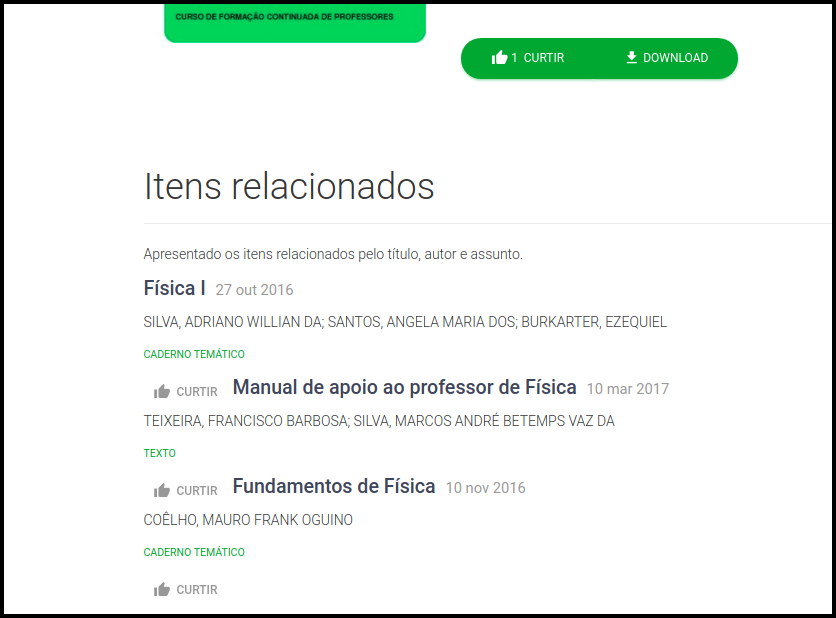 CURSO DE FORMAÇÃO CONTINUADA DE PROFESSORES
1 CURTIR DOWNLOAD
Itens relacionados
Apresentado os itens relacionados pelo título, autor e assunto.
Física I 27 out 2016
SILVA, ADRIANO WILLIAN DA; SANTOS, ANGELA MARIA DOS; BURKARTER, EZEQUIEL
CADERNO TEMÁTICO
CURTIR Manual de apoio ao professor de Física 10 mar 2017
TEIXEIRA, FRANCISCO BARBOSA; SILVA, MARCOS ANDRÉ BETEMPS VAZ DA
TEXTO
CURTIR Fundamentos de Física 10 nov 2016
COÊLHO, MAURO FRANK OGUINO
CADERNO TEMÁTICO
CURTIR